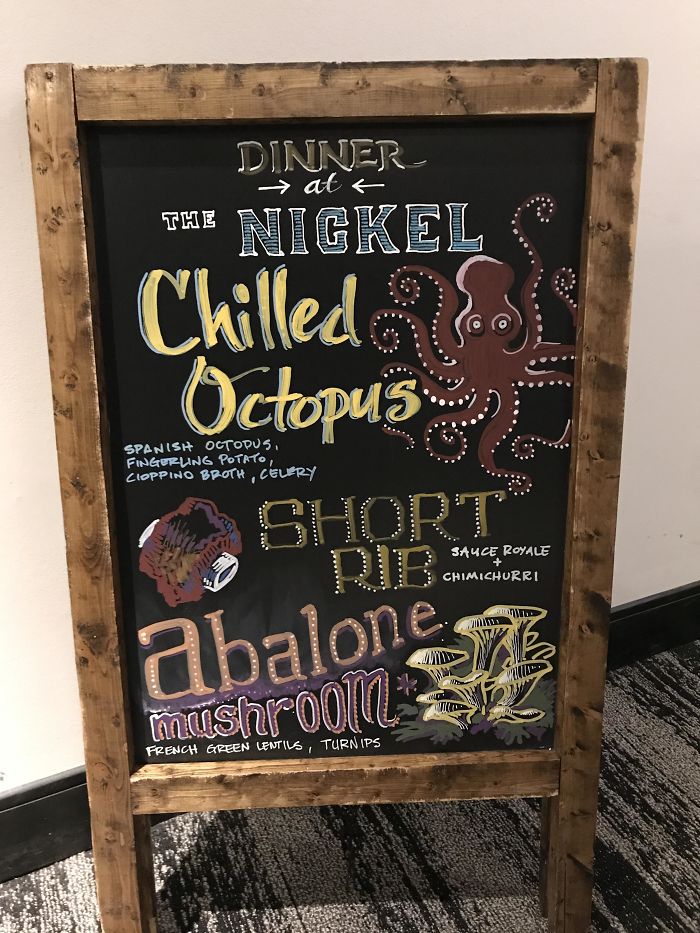 DINNER
→ at ←
THE NICKEL
Chilled
Octopus
SPANISH OCTOPUS,
FINGERLING POTATO,
CIOPPINO BROTH, CELERY
SHORT
RIB
SAUCE ROYALE
+
CHIMICHURRI
abalone
mushrOOm*
FRENCH GREEN LENTILS, TURNIPS